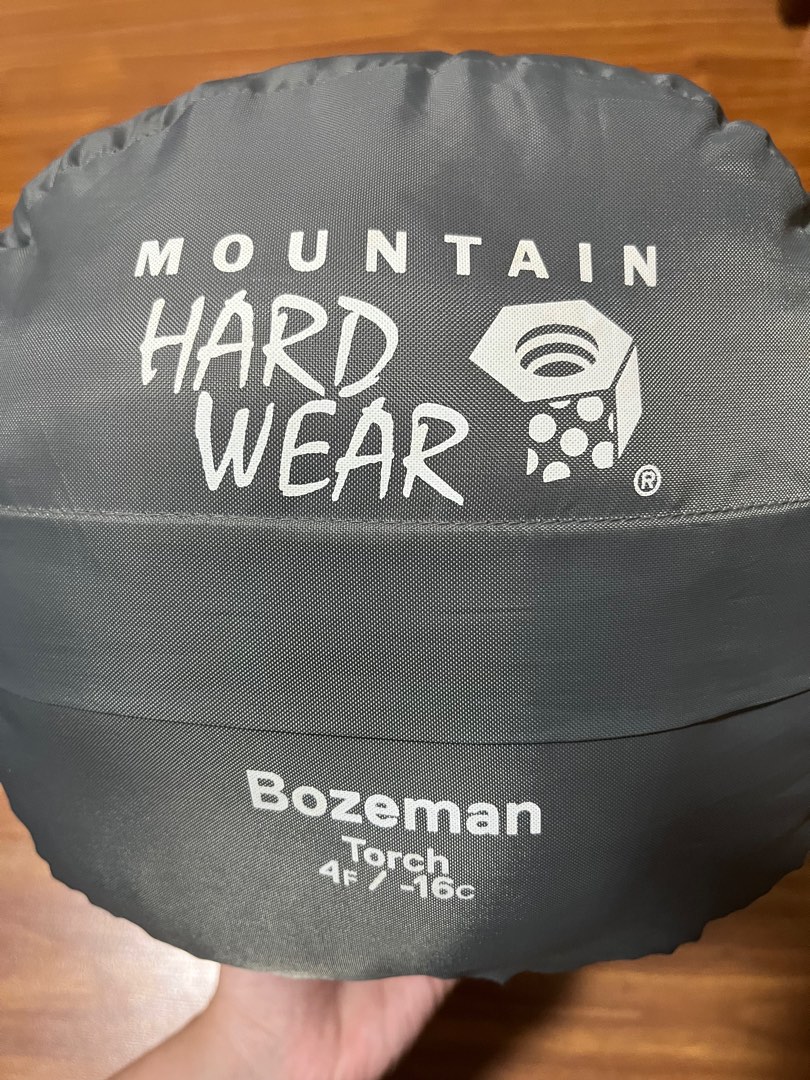 MOUNTAIN
HARD
WEAR
®
Bozeman
Torch
4F / -16C